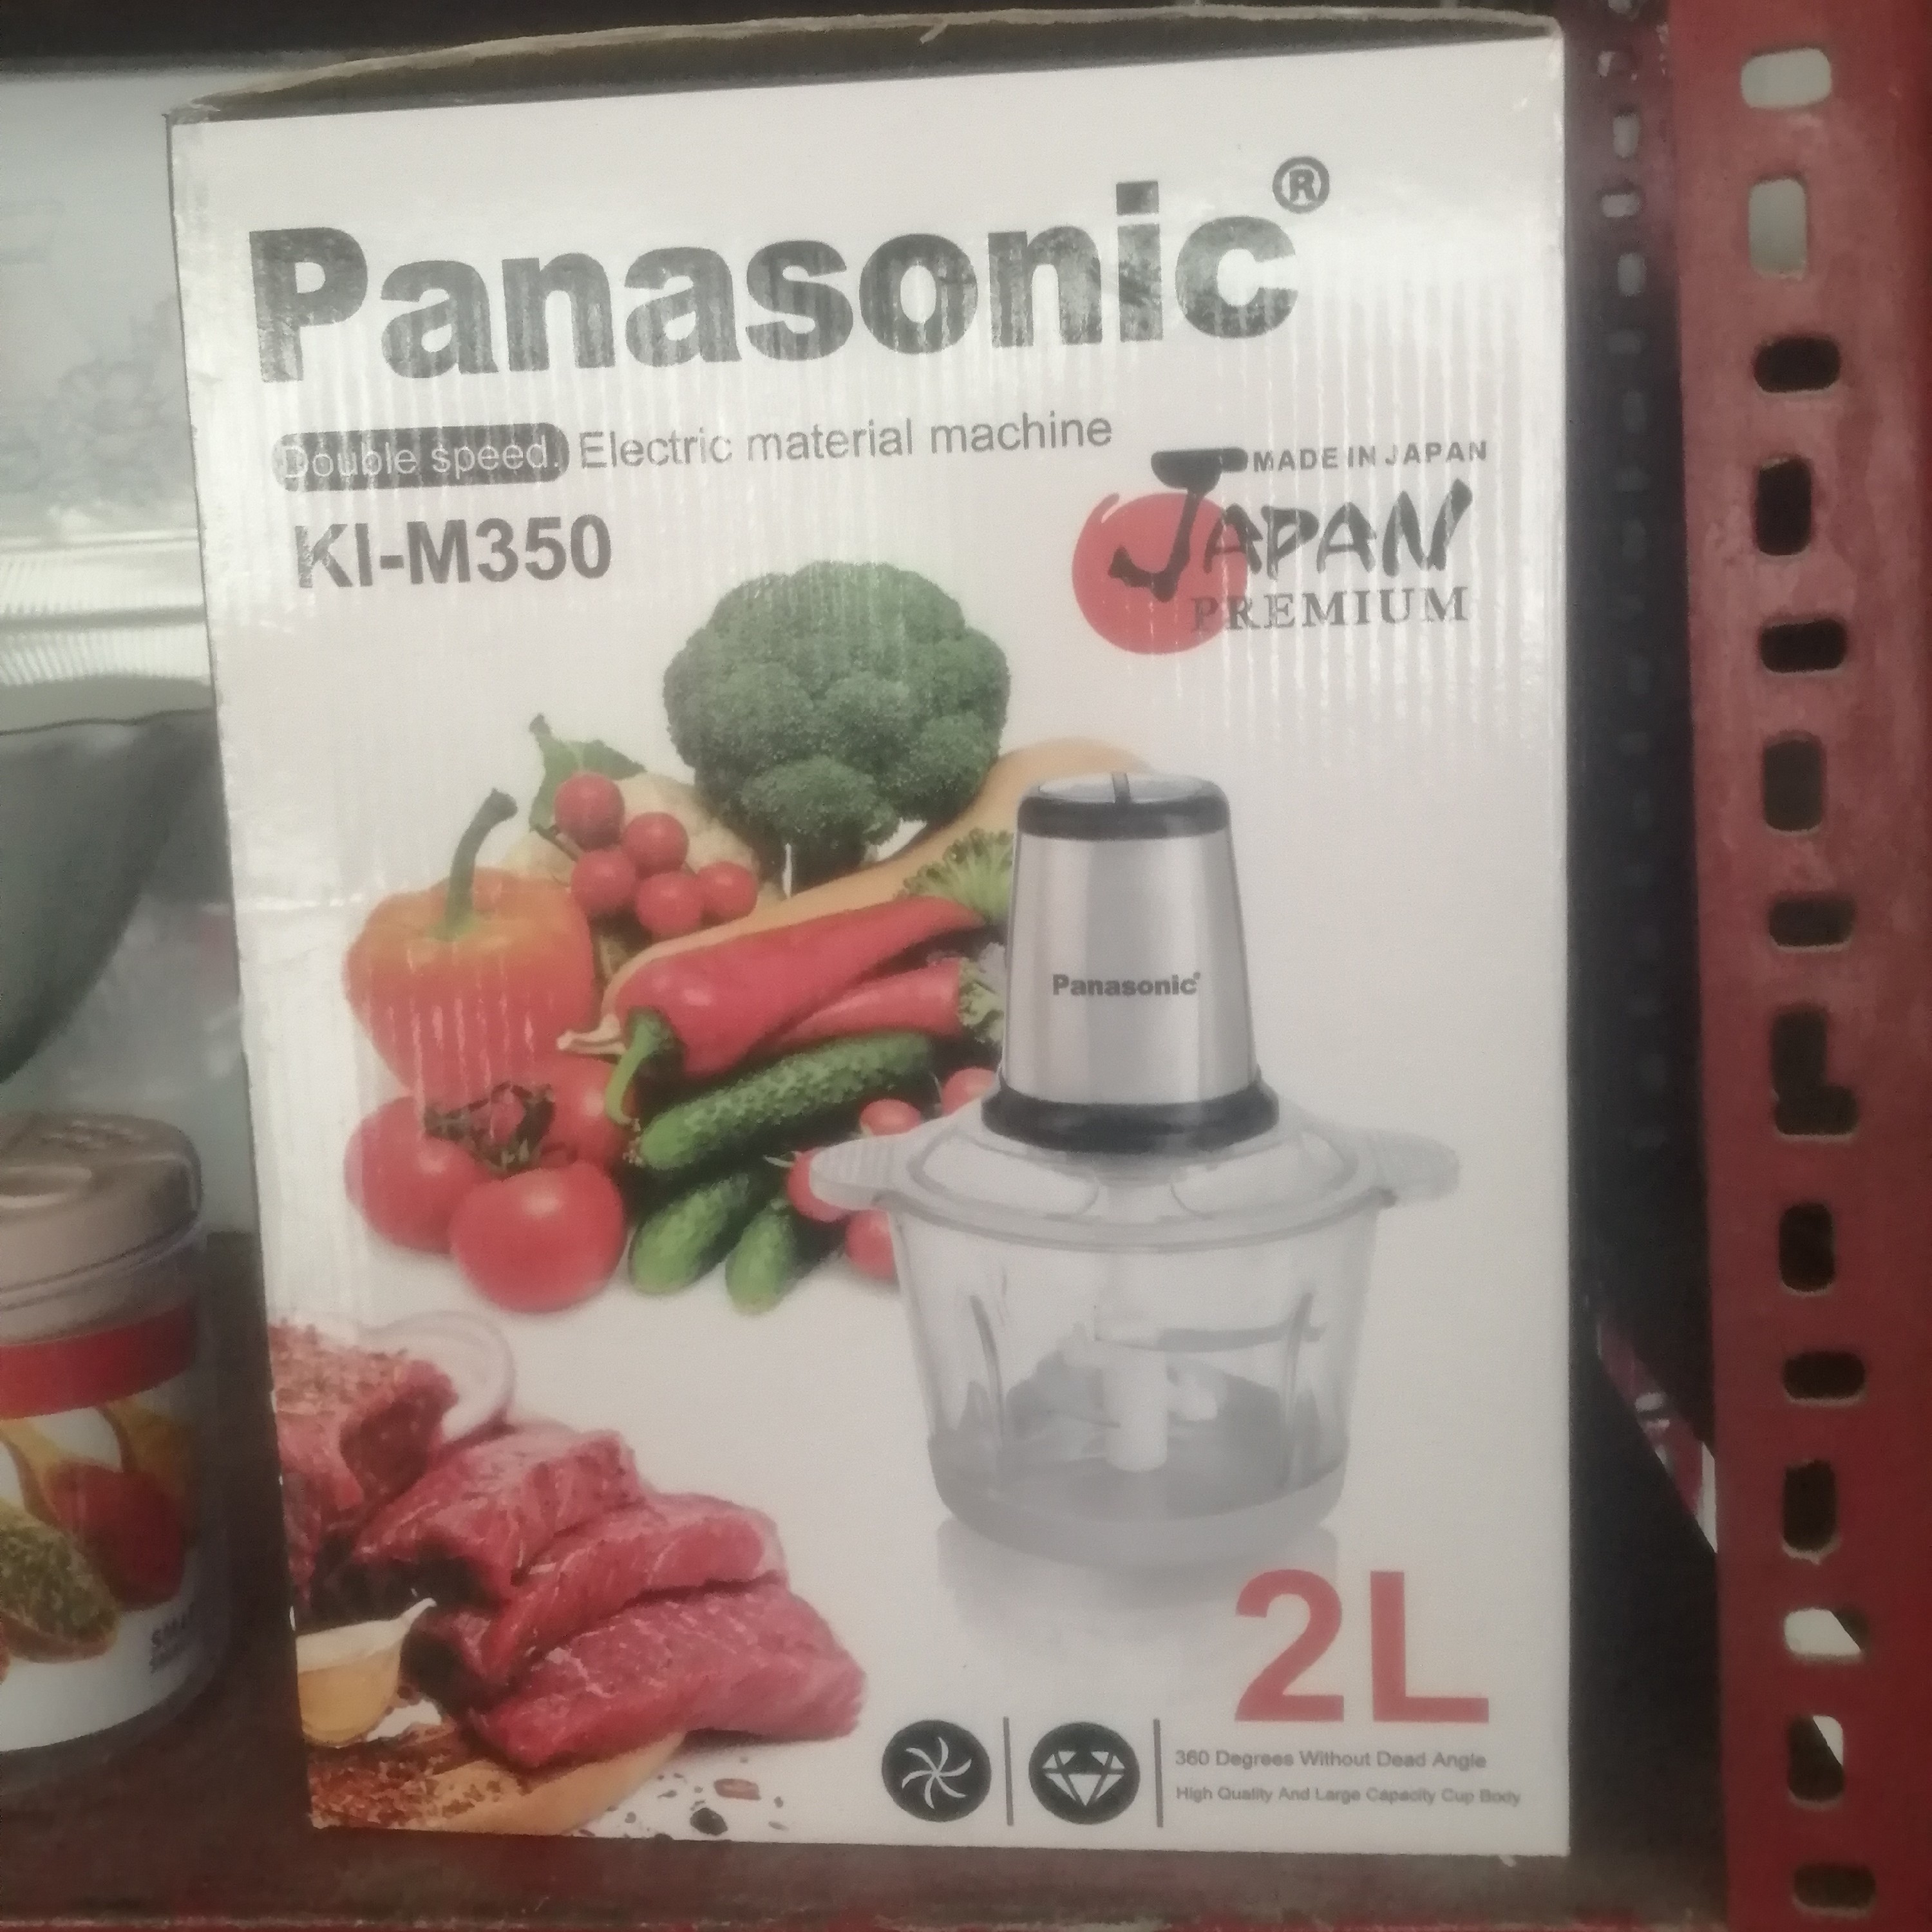 Panasonic®
Double speed. Electric material machine
KI-M350
MADE IN JAPAN
JAPAN
PREMIUM
Panasonic®
2L
360 Degrees Without Dead Angle
High Quality And Large Capacity Cup Body